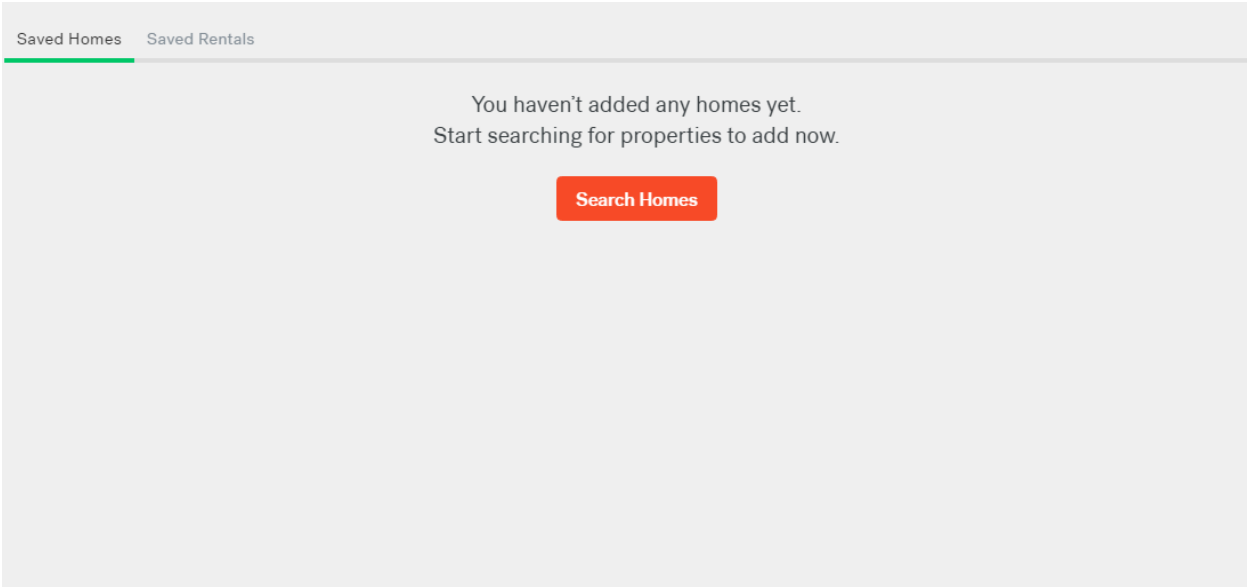 Saved Homes Saved Rentals
You haven’t added any homes yet.
Start searching for properties to add now.
Search Homes